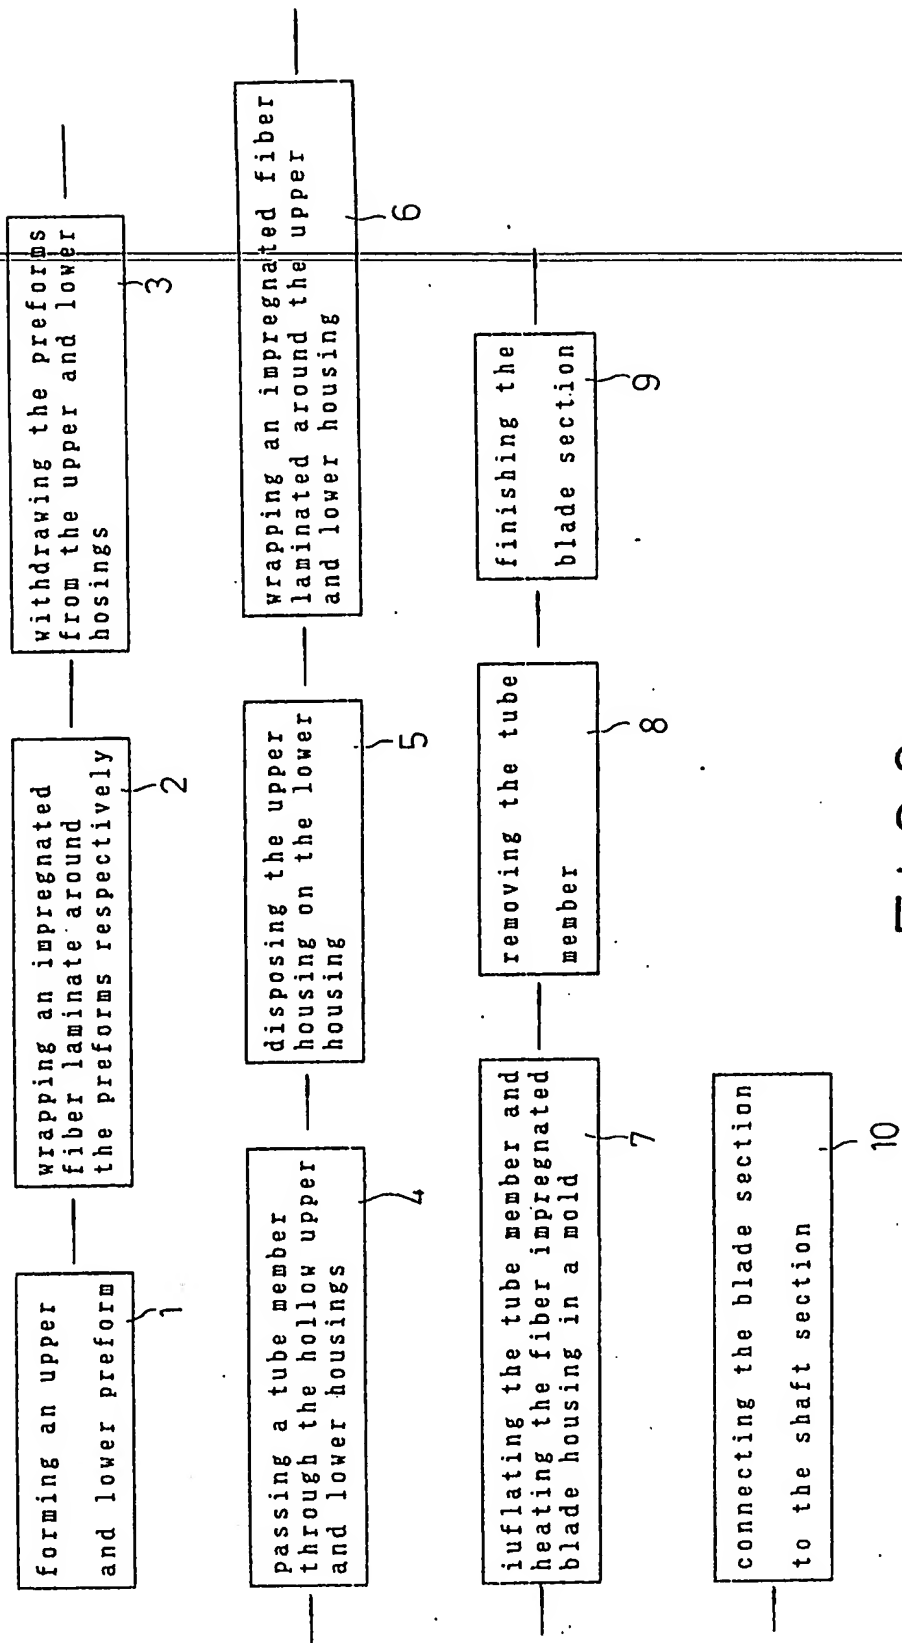 forming an upper
and lower preform
1
wrapping an impregnated
fiber laminate around
the preforms respectively
2
withdrawing the preforms
from the upper and lower
hosings
3
passing a tube member
through the hollow upper
and lower housings
4
disposing the upper
housing on the lower
housing
5
wrapping an impregnated fiber
laminated around the upper
and lower housing
6
iuflating the tube member and
heating the fiber impregnated
blade housing in a mold
7
removing the tube
member
8
finishing the
blade section
9
connecting the blade section
to the shaft section
10